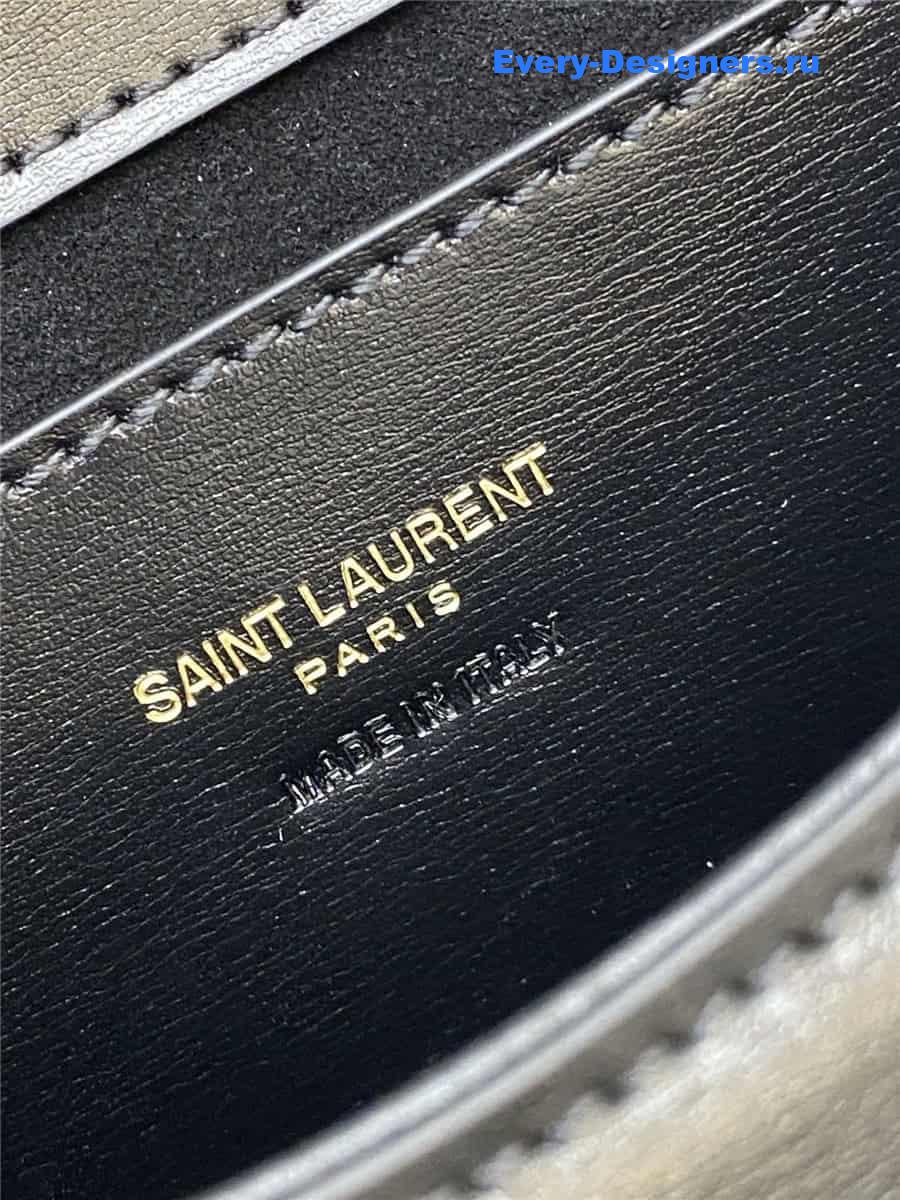 Every-Designers.ru
SAINT LAURENT
PARIS
MADE IN ITALY